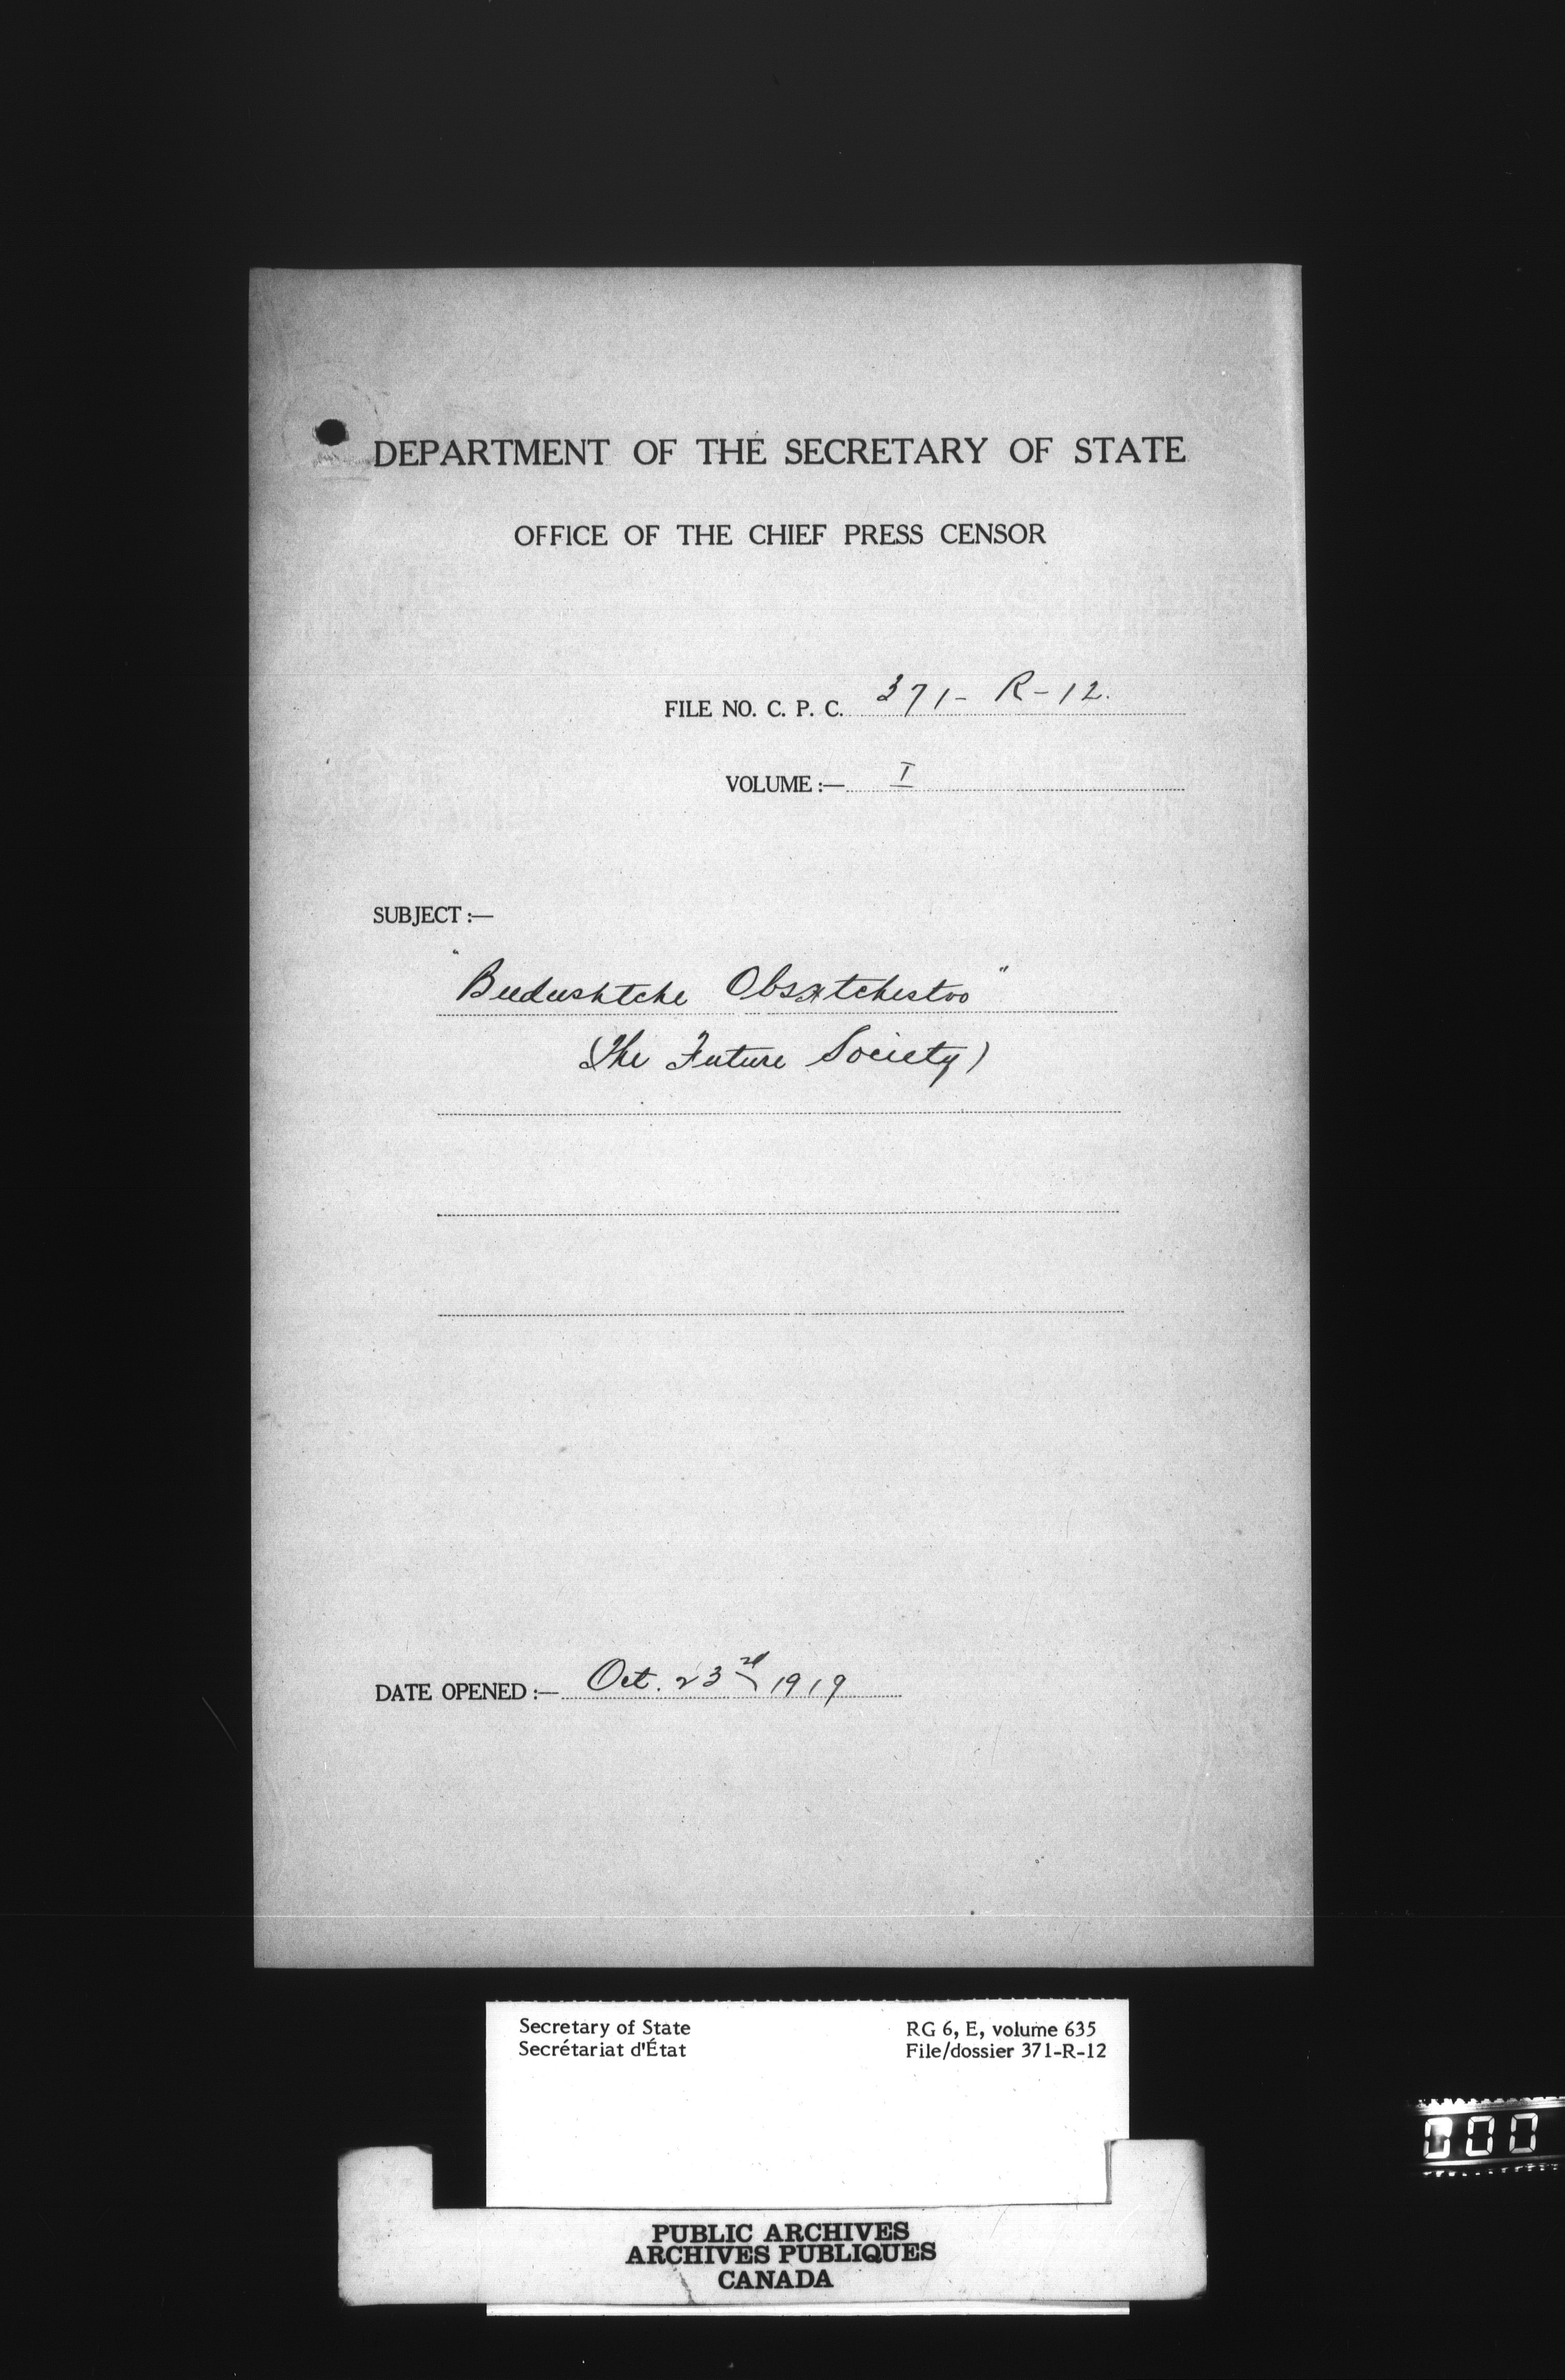 DEPARTMENT OF THE SECRETARY OF STATE
OFFICE OF THE CHIEF PRESS CENSOR
FILE NO. C. P. C. 371- R-12.
VOLUME :— I
SUBJECT :—
"Budushtche Obstchestvo"
(The Future Society)
DATE OPENED :— Oct. 23rd 1919
Secretary of State
Secrétariat d'État
RG 6, E, volume 635
File/dossier 371-R-12
000
PUBLIC ARCHIVES
ARCHIVES PUBLIQUES
CANADA